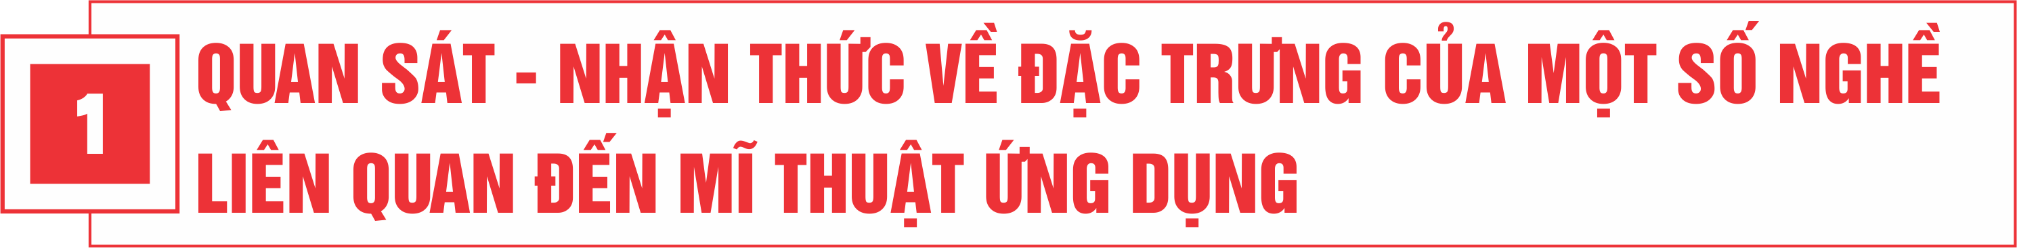 1
QUAN SÁT - NHẬN THỨC VỀ ĐẶC TRƯNG CỦA MỘT SỐ NGHỀ
LIÊN QUAN ĐẾN MĨ THUẬT ỨNG DỤNG